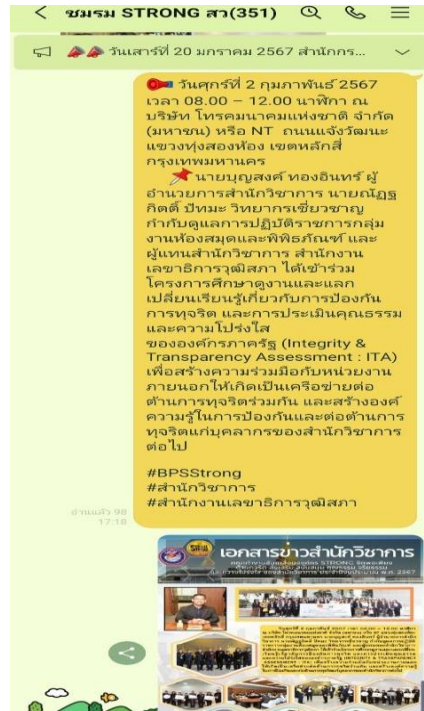 ชมรม STRONG สว(351)
วันเสาร์ที่ 20 มกราคม 2567 สำนักกร...
วันศุกร์ที่ 2 กุมภาพันธ์ 2567
เวลา 08.00 – 12.00 นาฬิกา ณ
บริษัท โทรคมนาคมแห่งชาติ จำกัด
(มหาชน) หรือ NT ถนนแจ้งวัฒนะ
แขวงทุ่งสองห้อง เขตหลักสี่
กรุงเทพมหานคร
นายบุญสงค์ ทองอินทร์ ผู้
อำนวยการสำนักวิชาการ นายณัฏฐ
กิตติ์ ปัทมะ วิทยากรเชี่ยวชาญ
กำกับดูแลการปฏิบัติราชการกลุ่ม
งานห้องสมุดและพิพิธภัณฑ์ และ
ผู้แทนสำนักวิชาการ สำนักงาน
เลขาธิการวุฒิสภา ได้เข้าร่วม
โครงการศึกษาดูงานและแลก
เปลี่ยนเรียนรู้เกี่ยวกับการป้องกัน
การทุจริต และการประเมินคุณธรรม
และความโปร่งใส
ขององค์กรภาครัฐ (Integrity &
Transparency Assessment : ITA)
เพื่อสร้างความร่วมมือกับหน่วยงาน
ภายนอกให้เกิดเป็นเครือข่ายต่อ
ต้านการทุจริตร่วมกัน และสร้างองค์
ความรู้ในการป้องกันและต่อต้านการ
ทุจริตแก่บุคลากรของสำนักวิชาการ
ต่อไป
#BPSStrong
#สำนักวิชาการ
#สำนักงานเลขาธิการวุฒิสภา
อ่านแล้ว 98
17:18
เอกสารข่าวสำนักวิชาการ